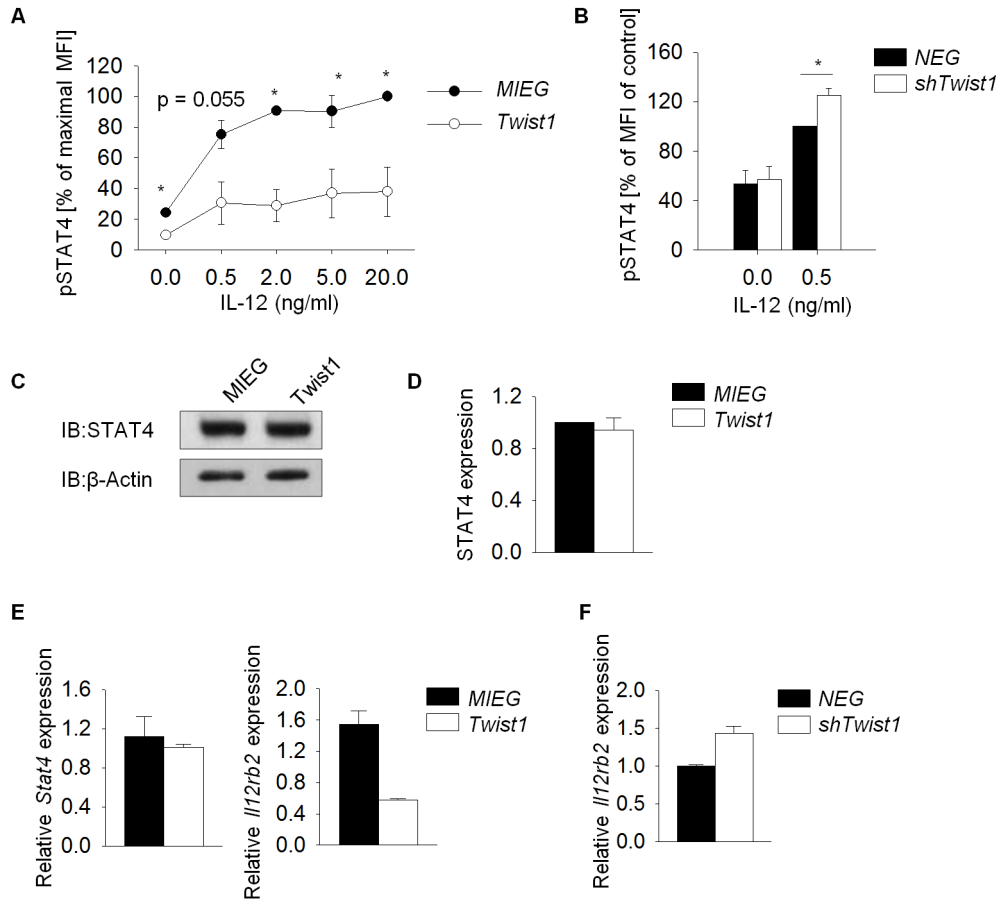 A
pSTAT4 [% of maximal MFI]
120
100
80
60
40
20
0
p = 0.055
*
*
*
*
0.0 0.5 2.0 5.0 20.0
IL-12 (ng/ml)
MIEG
Twist1
B
pSTAT4 [% of MFI of control]
160
120
80
40
0
*
0.0 0.5
IL-12 (ng/ml)
NEG
shTwist1
C
MIEG Twist1
IB:STAT4
IB:β-Actin
D
STAT4 expression
1.2
0.8
0.4
0.0
MIEG
Twist1
E
Relative Stat4 expression
1.6
1.2
0.8
0.4
0.0
Relative Il12rb2 expression
2.0
1.6
1.2
0.8
0.4
0.0
MIEG
Twist1
F
Relative Il12rb2 expression
2.0
1.5
1.0
0.5
0.0
NEG
shTwist1